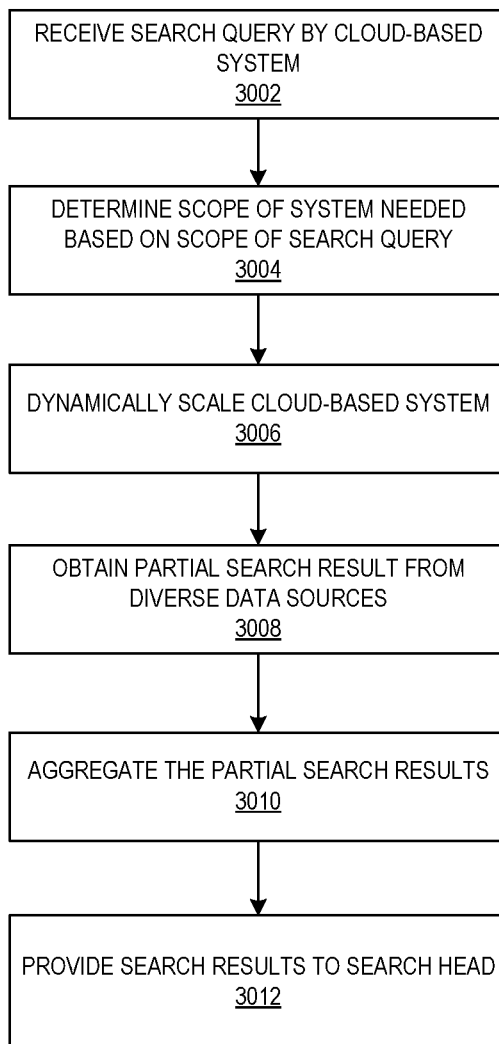 RECEIVE SEARCH QUERY BY CLOUD-BASED
SYSTEM
3002
DETERMINE SCOPE OF SYSTEM NEEDED
BASED ON SCOPE OF SEARCH QUERY
3004
DYNAMICALLY SCALE CLOUD-BASED SYSTEM
3006
OBTAIN PARTIAL SEARCH RESULT FROM
DIVERSE DATA SOURCES
3008
AGGREGATE THE PARTIAL SEARCH RESULTS
3010
PROVIDE SEARCH RESULTS TO SEARCH HEAD
3012